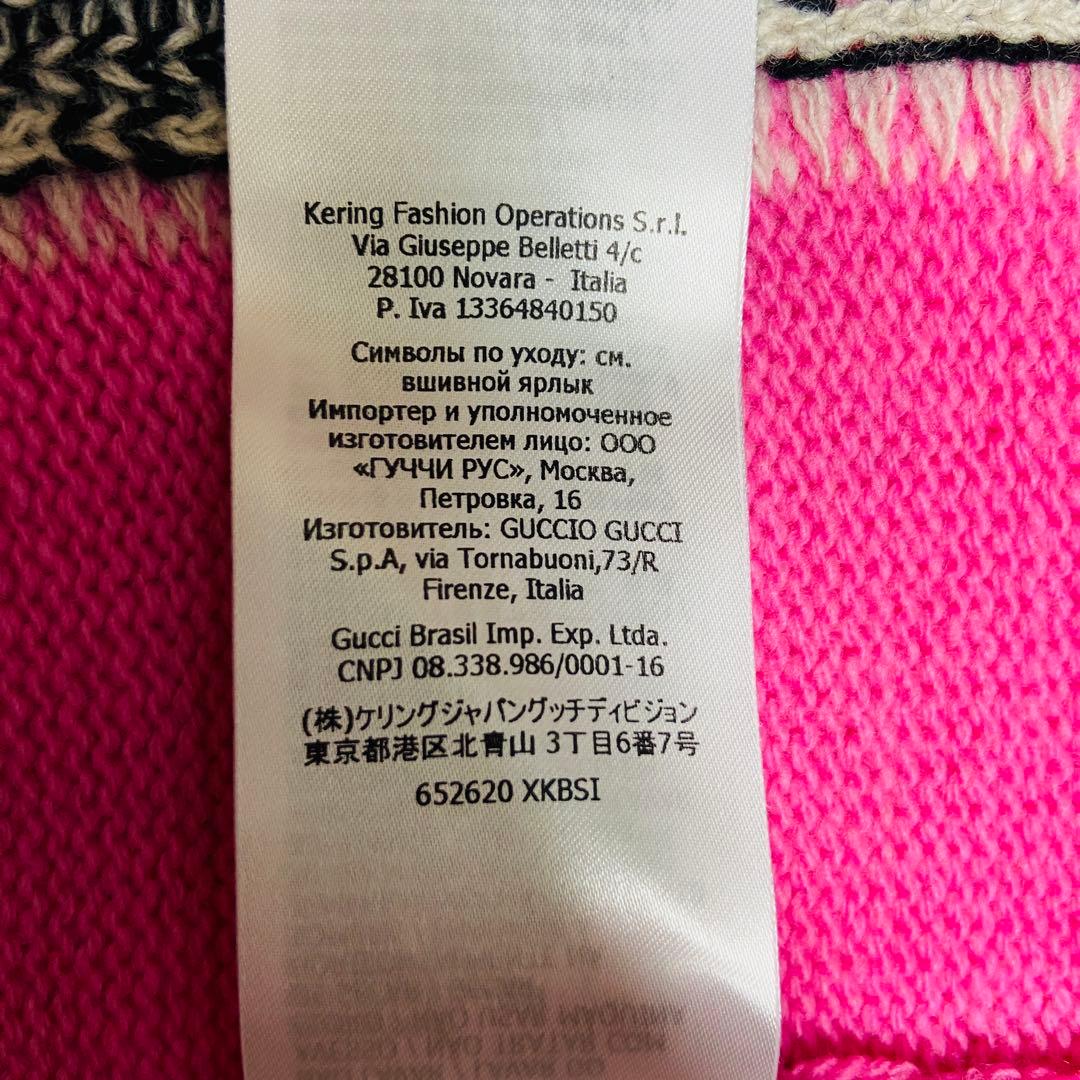 Kering Fashion Operations S.r.l.
Via Giuseppe Belletti 4/c
28100 Novara - Italia
P. Iva 13364840150
Символы по уходу: см.
вшивной ярлык
Импортер и уполномоченное
изготовителем лицо: ООО
«ГУЧЧИ РУС», Москва,
Петровка, 16
Изготовитель: GUCCIO GUCCI
S.p.A, via Tornabuoni,73/R
Firenze, Italia
Gucci Brasil Imp. Exp. Ltda.
CNPJ 08.338.986/0001-16
(株)ケリングジャパングッチディビジョン
東京都港区北青山 3丁目6番7号
652620 XKBSI